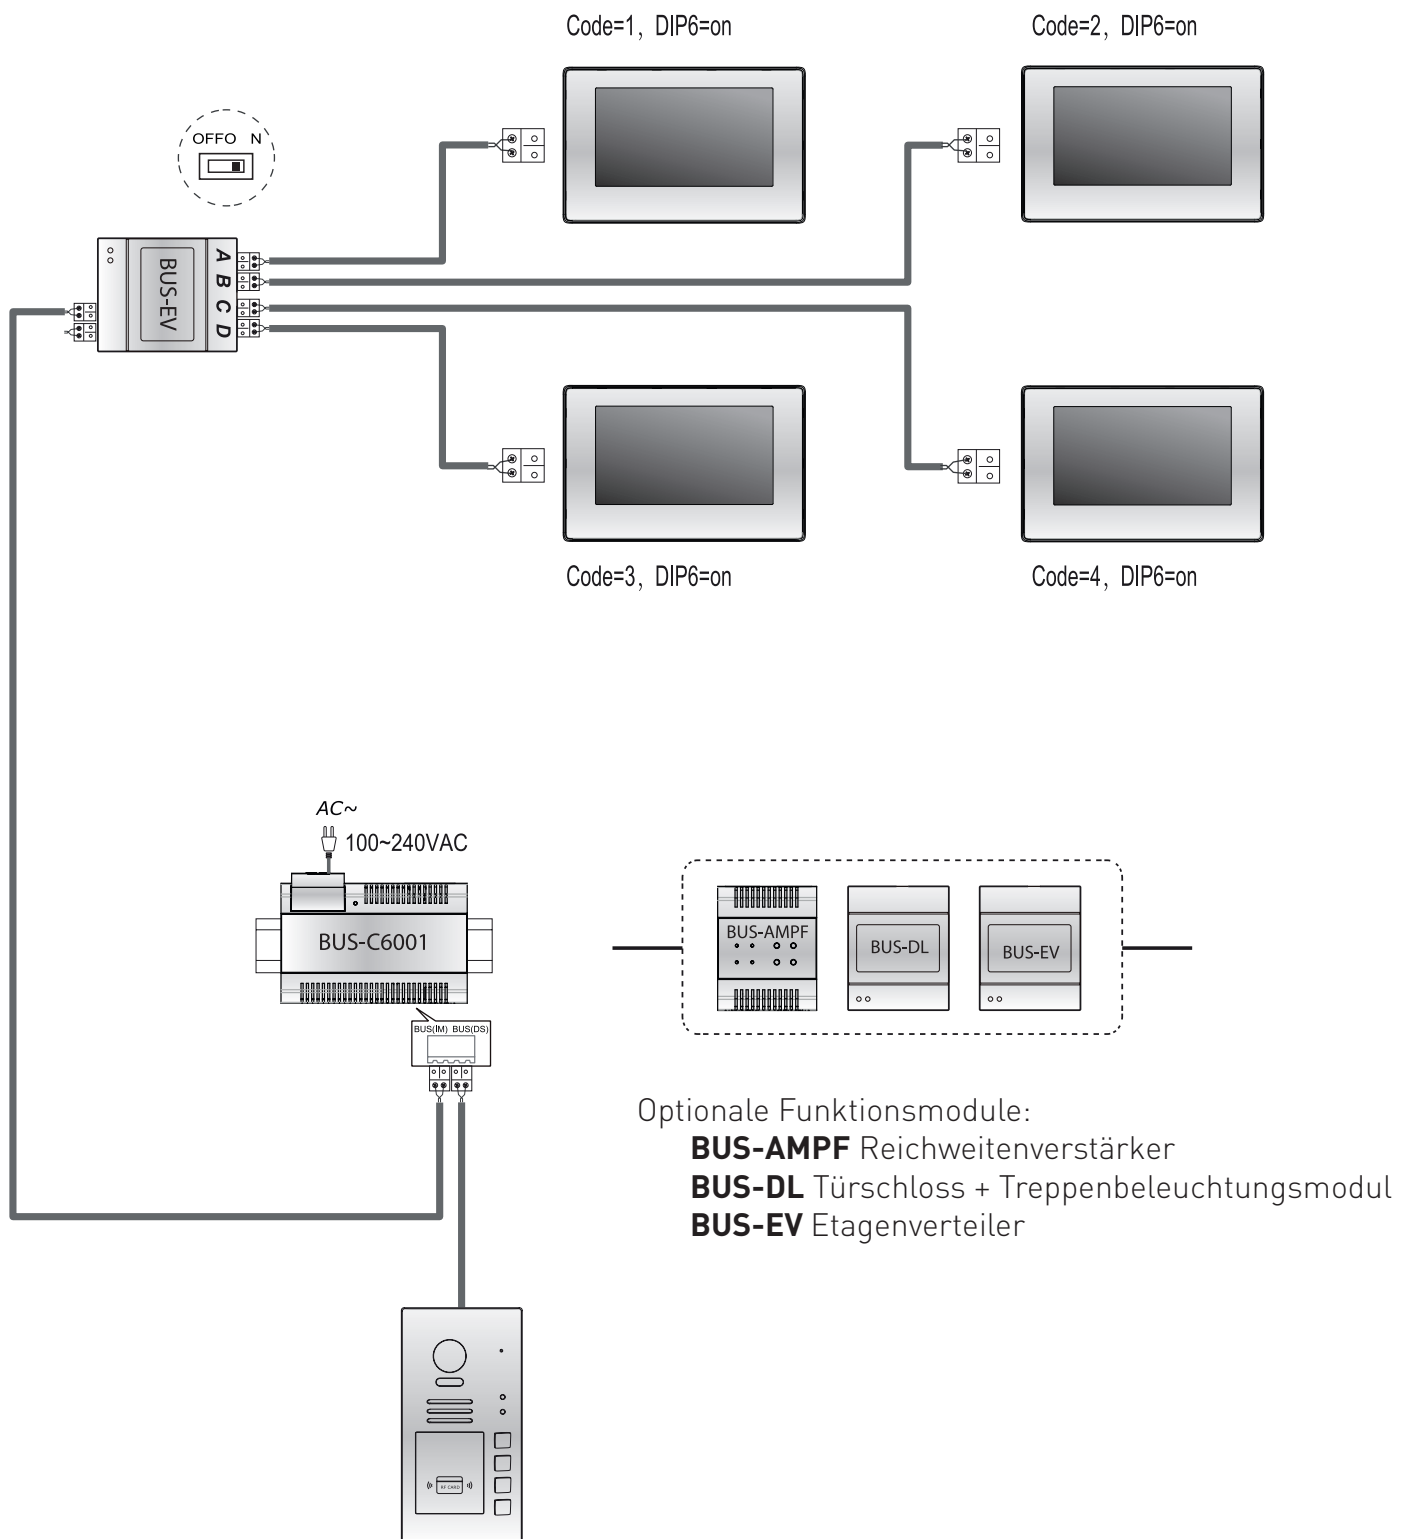 Code=1, DIP6=on
Code=2, DIP6=on
OFFO N
BUS-EV
A
B
C
D
Code=3, DIP6=on
Code=4, DIP6=on
AC~
100~240VAC
BUS-C6001
BUS(IM) BUS(DS)
BUS-AMPF
BUS-DL
BUS-EV
Optionale Funktionsmodule:
BUS-AMPF Reichweitenverstärker
BUS-DL Türschloss + Treppenbeleuchtungsmodul
BUS-EV Etagenverteiler
RF CARD